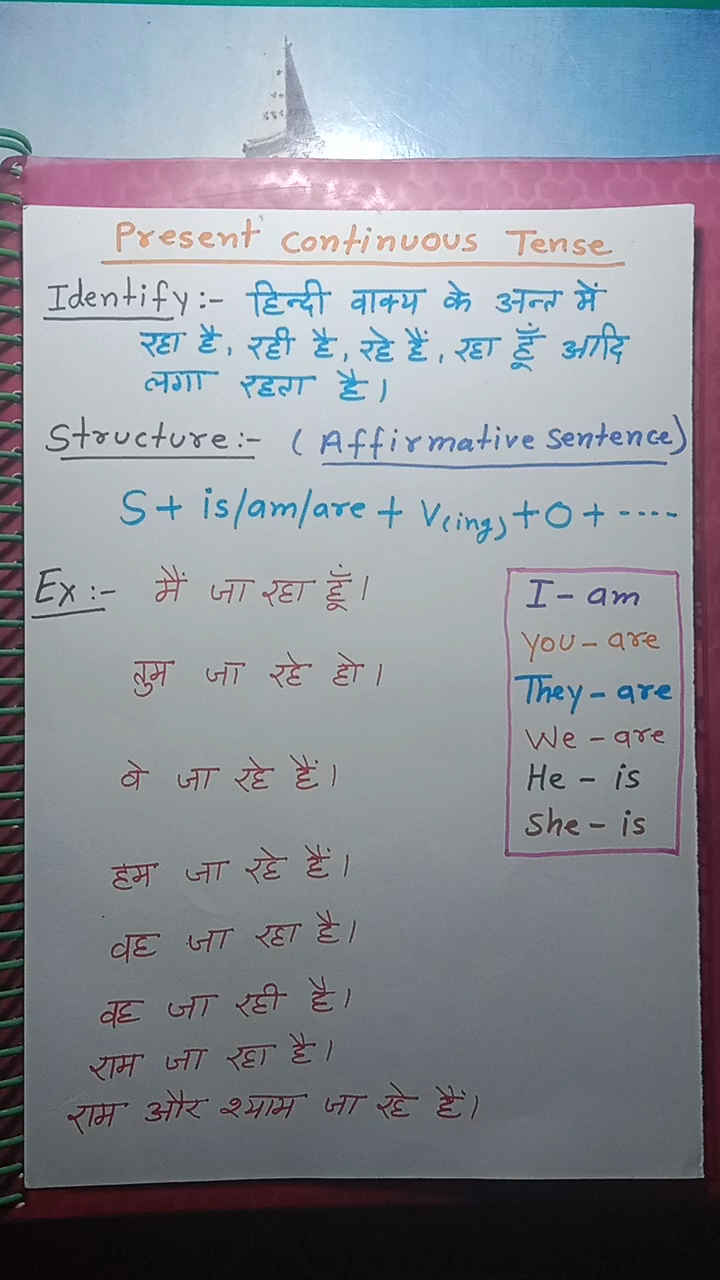 Present Continuous Tense
Identify:- हिन्दी वाक्य के अन्त में
रहा है, रही है, रहे हैं, रहा हूँ आदि
लगा रहता है।
Structure:- (Affirmative Sentence)
S + is/am/are + V(ing) + O + ----
Ex:- मैं जा रहा हूँ।
तुम जा रहे हो।
वे जा रहे हैं।
हम जा रहे हैं।
वह जा रहा है।
वह जा रही है।
राम जा रहा है।
राम और श्याम जा रहे हैं।
I - am
You - are
They - are
We - are
He - is
She - is